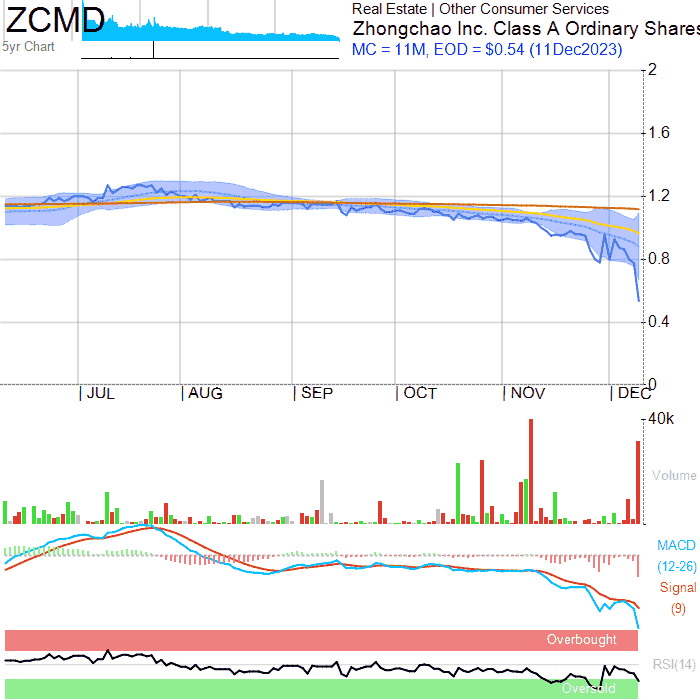 ZCMD
5yr Chart
Real Estate | Other Consumer Services
Zhongchao Inc. Class A Ordinary Shares
MC = 11M, EOD = $0.54 (11Dec2023)
2
1.6
1.2
0.8
0.4
0
| JUL | AUG | SEP | OCT | NOV | DEC
40k
Volume
MACD
(12-26)
Signal
(9)
Overbought
RSI(14)
Oversold